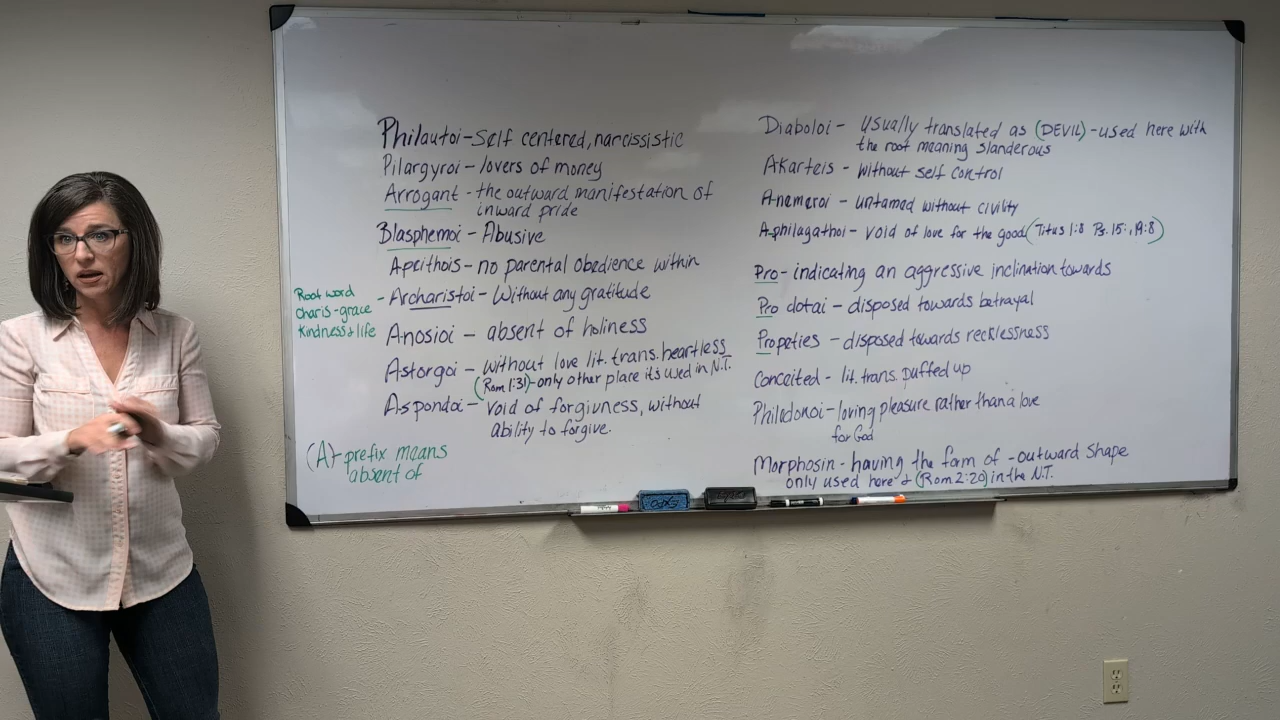 Philautoi - Self centered, narcissistic
Pilargyroi - lovers of money
Arrogant - the outward manifestation of
inward pride
Blasphemoi - Abusive
Apeithois - no parental obedience within
Root word
charis - grace
kindness & life
- Archaristoi - Without any gratitude
Anosioi - absent of holiness
Astorgoi - without love lit. trans. heartless
(Rom 1:31) - only other place its used in N.T.
Aspondoi - void of forgivness, without
ability to forgive.
(A) - prefix means
absent of
Diaboloi - usually translated as (DEVIL) - used here with
the root meaning slanderous
Akarteis - without self control
Anemeroi - untamed without civility
Aphilagathoi - void of love for the good (Titus 1:8 Ps. 15:, 19:8)
Pro - indicating an aggressive inclination towards
Pro dotai - disposed towards betrayal
Propeties - disposed towards recklessness
Conceited - lit. trans. puffed up
Philedonoi - loving pleasure rather than a love
for God
Morphosin - having the form of - outward shape
only used here & (Rom 2:20) in the N.T.
EXPO